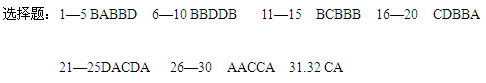 选择题：1—5 BABBD 6—10 BBDDB 11—15 BCBBB 16—20 CDBBA
21—25DACDA 26—30 AACCA 31.32 CA